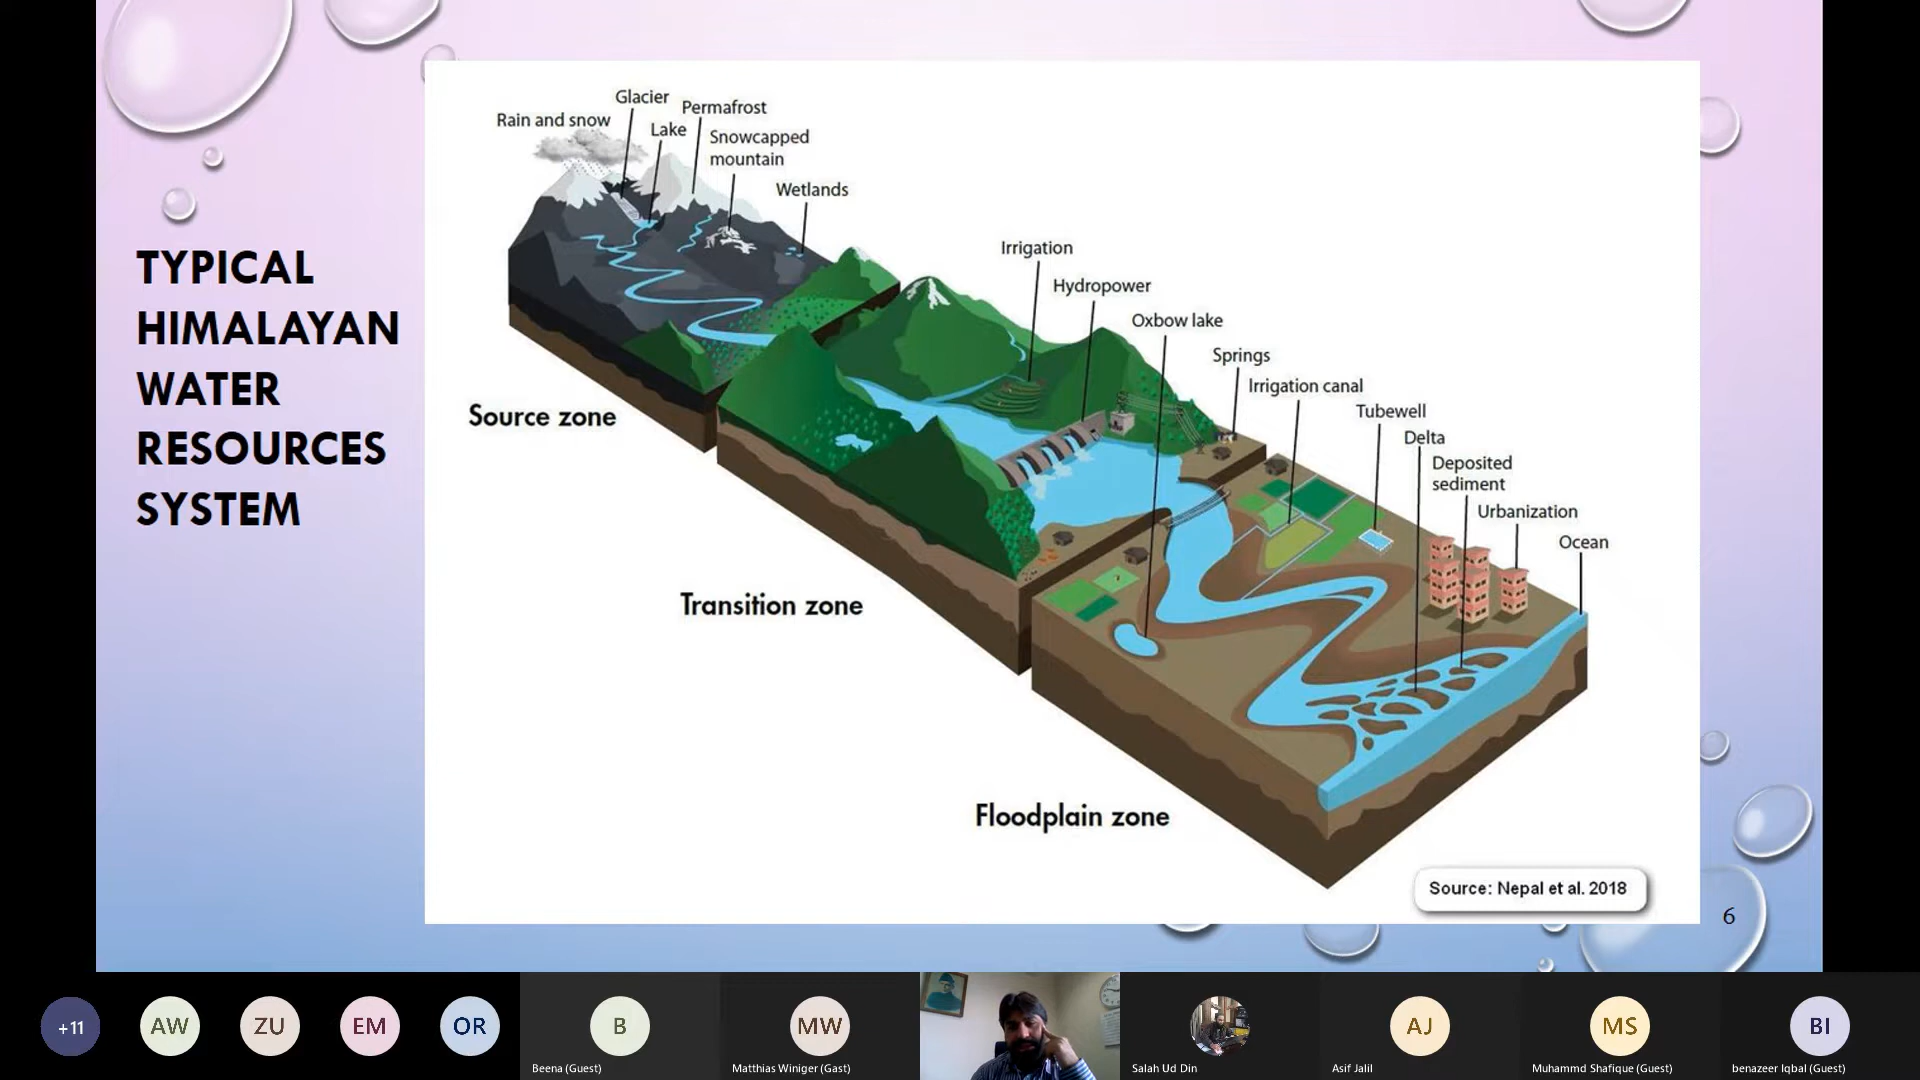 TYPICAL
HIMALAYAN
WATER
RESOURCES
SYSTEM
Rain and snow
Glacier
Lake
Permafrost
Snowcapped
mountain
Wetlands
Irrigation
Hydropower
Oxbow lake
Springs
Irrigation canal
Tubewell
Delta
Deposited
sediment
Urbanization
Ocean
Source zone
Transition zone
Floodplain zone
Source: Nepal et al. 2018
6
+11
AW
ZU
EM
OR
B
Beena (Guest)
MW
Matthias Winiger (Gast)
Salah Ud Din
AJ
Asif Jalil
MS
Muhammd Shafique (Guest)
BI
benazeer Iqbal (Guest)